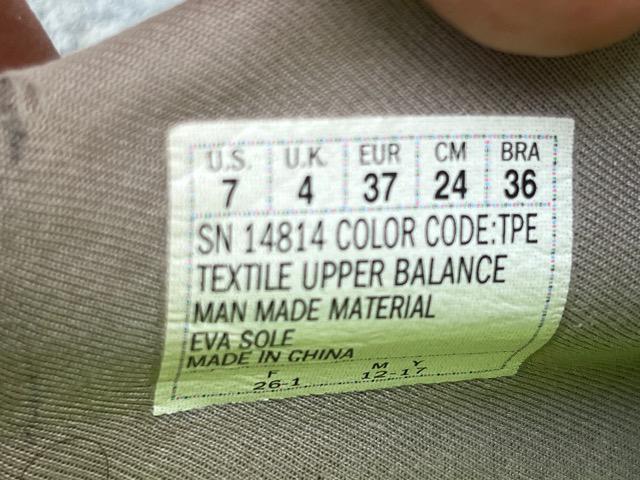 U.S. U.K. EUR CM BRA
7 4 37 24 36
SN 14814 COLOR CODE:TPE
TEXTILE UPPER BALANCE
MAN MADE MATERIAL
EVA SOLE
MADE IN CHINA
F M Y
26-1 12-17